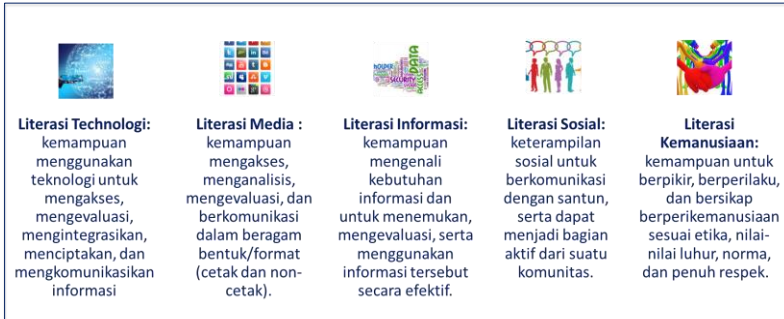 Literasi Technologi:
kemampuan
menggunakan
teknologi untuk
mengakses,
mengevaluasi,
mengintegrasikan,
menciptakan, dan
mengkomunikasikan
informasi
Literasi Media :
kemampuan
mengakses,
menganalisis,
mengevaluasi, dan
berkomunikasi
dalam beragam
bentuk/format
(cetak dan non-
cetak).
DATA
SECURITY
ACCESS
Literasi Informasi:
kemampuan
mengenali
kebutuhan
informasi dan
untuk menemukan,
mengevaluasi, serta
menggunakan
informasi tersebut
secara efektif.
Literasi Sosial:
keterampilan
sosial untuk
berkomunikasi
dengan santun,
serta dapat
menjadi bagian
aktif dari suatu
komunitas.
Literasi
Kemanusiaan:
kemampuan untuk
berpikir, berperilaku,
dan bersikap
berperikemanusiaan
sesuai etika, nilai-
nilai luhur, norma,
dan penuh respek.